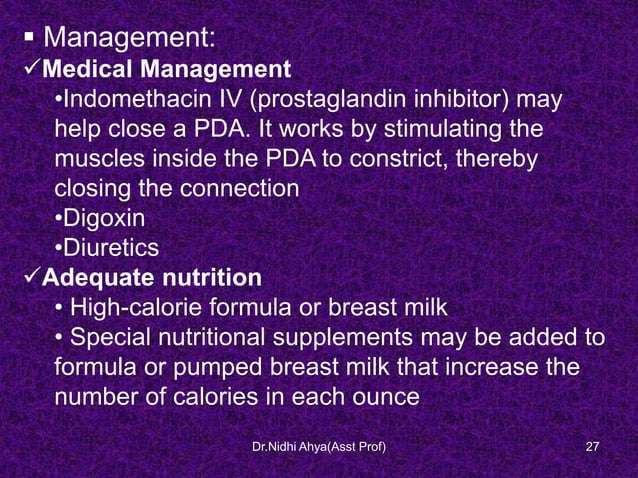 ▪ Management:
✓Medical Management
•Indomethacin IV (prostaglandin inhibitor) may
help close a PDA. It works by stimulating the
muscles inside the PDA to constrict, thereby
closing the connection
•Digoxin
•Diuretics
✓Adequate nutrition
• High-calorie formula or breast milk
• Special nutritional supplements may be added to
formula or pumped breast milk that increase the
number of calories in each ounce
Dr.Nidhi Ahya(Asst Prof) 27